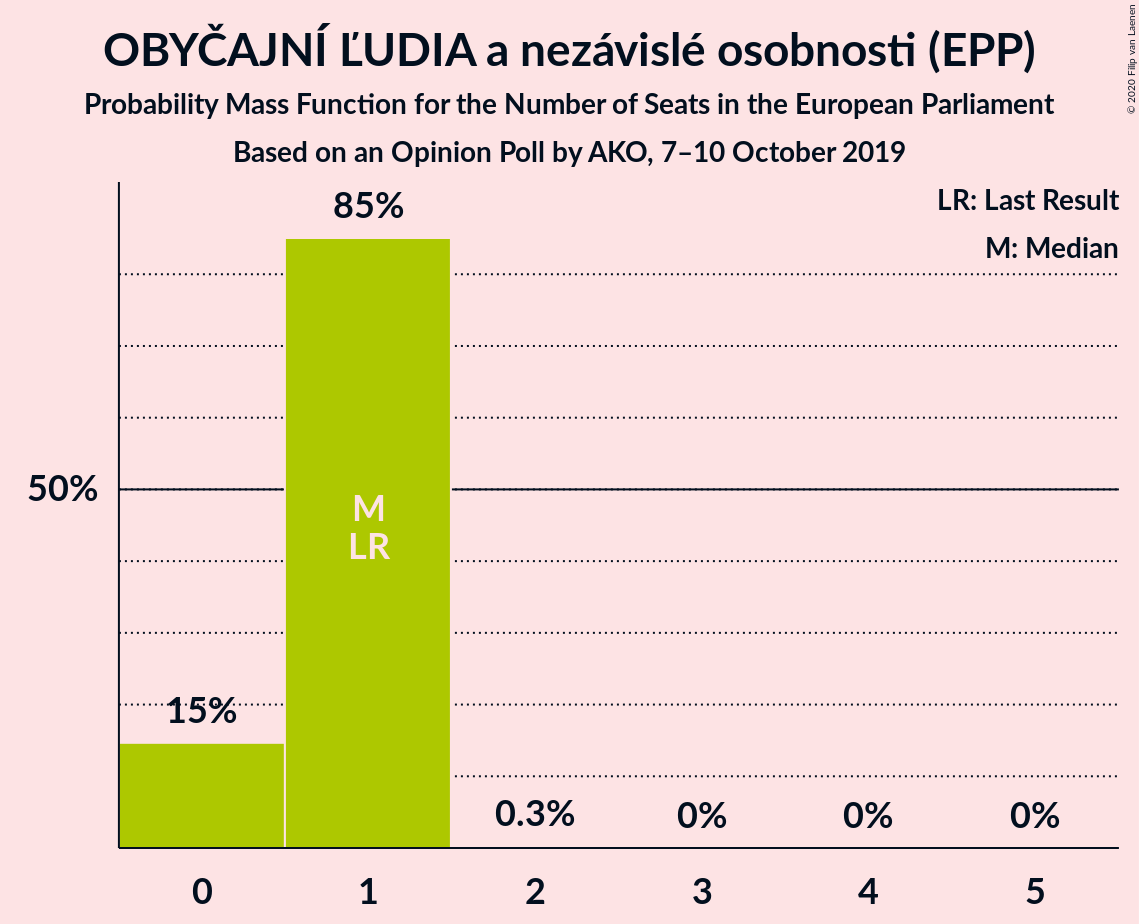 OBYČAJNÍ ĽUDIA a nezávislé osobnosti (EPP)
Probability Mass Function for the Number of Seats in the European Parliament
Based on an Opinion Poll by AKO, 7–10 October 2019
© 2020 Filip van Laenen
LR: Last Result
M: Median
85%
50%
M
LR
15%
0.3%
0%
0%
0%
0
1
2
3
4
5